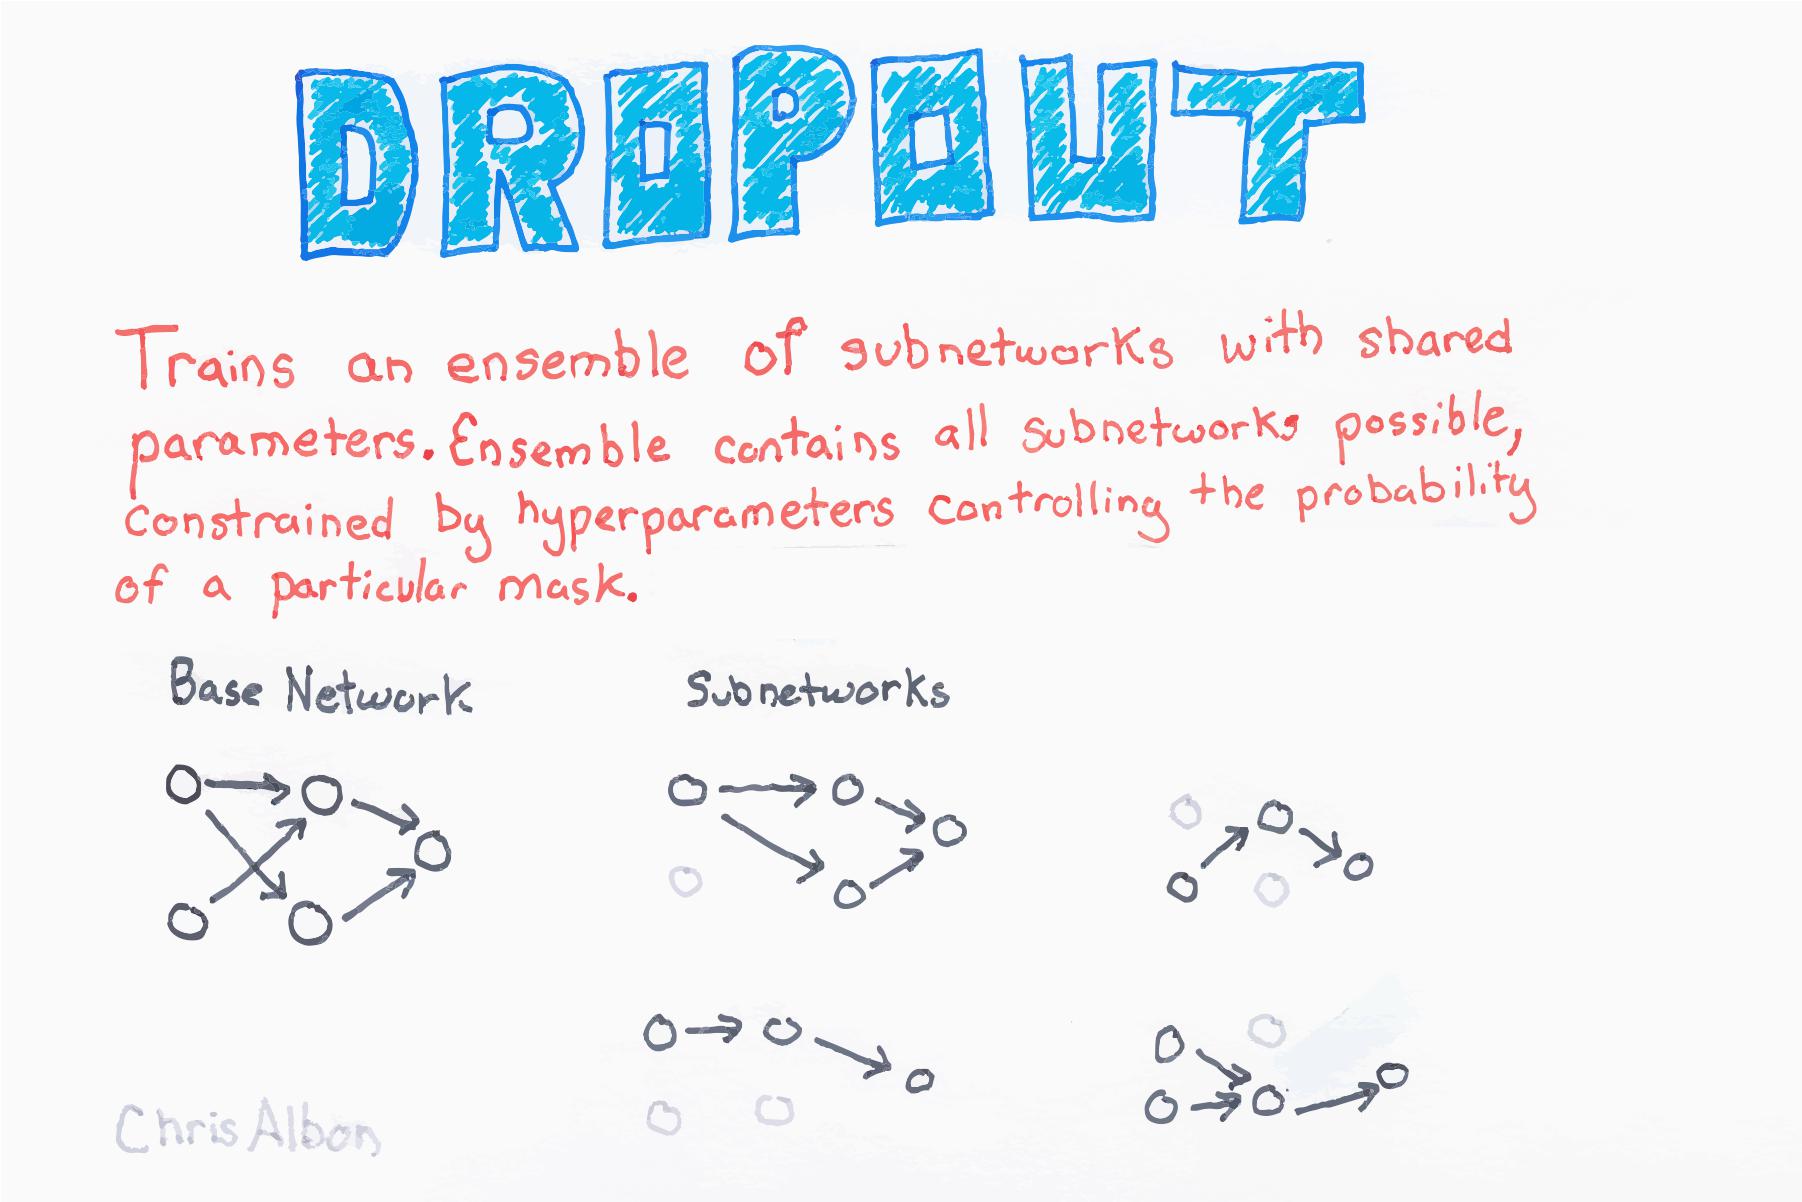 DROPOUT
Trains an ensemble of subnetworks with shared
parameters. Ensemble contains all subnetworks possible,
constrained by hyperparameters controlling the probability
of a particular mask.
Base Network
Subnetworks
Chris Albon